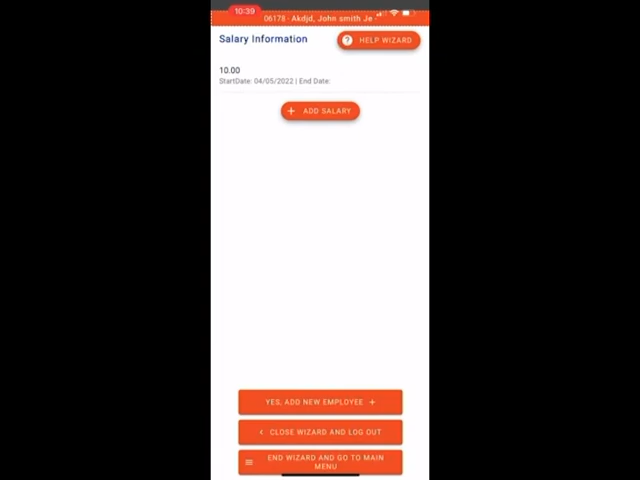 10:39
06178 - Akdjd, John smith Je -
Salary Information
? HELP WIZARD
10.00
StartDate: 04/05/2022 | End Date:
+ ADD SALARY
YES, ADD NEW EMPLOYEE +
< CLOSE WIZARD AND LOG OUT
END WIZARD AND GO TO MAIN
MENU